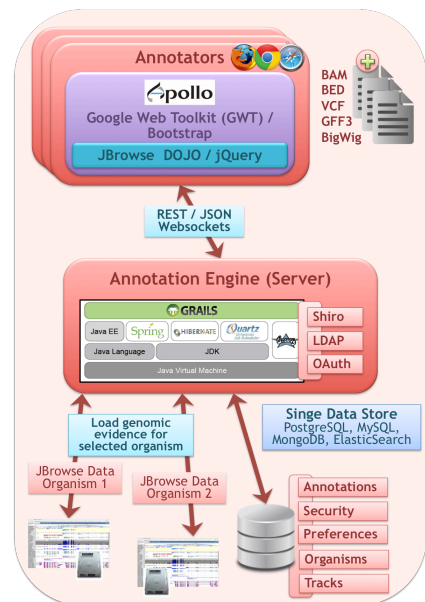 Annotators
Apollo
Google Web Toolkit (GWT) /
Bootstrap
JBrowse DOJO / jQuery
BAM
BED
VCF
GFF3
BigWig
REST / JSON
Websockets
Annotation Engine (Server)
GRAILS
Java EE
Spring
HIBERNATE
Quartz
Java Language
JDK
Java Virtual Machine
Shiro
LDAP
OAuth
Load genomic
evidence for
selected organism
Singe Data Store
PostgreSQL, MySQL,
MongoDB, ElasticSearch
JBrowse Data
Organism 1
JBrowse Data
Organism 2
Annotations
Security
Preferences
Organisms
Tracks